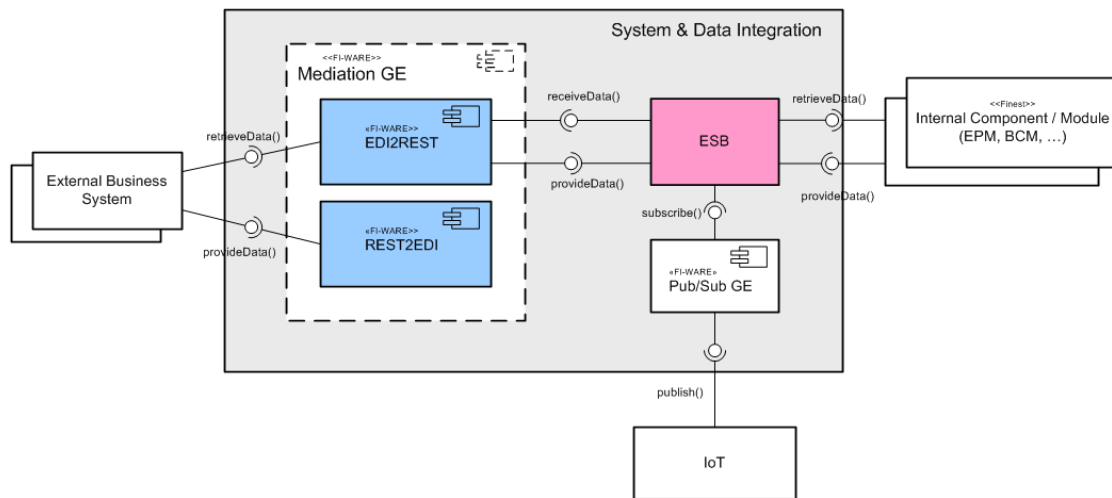 System & Data Integration
<<FI-WARE>>
Mediation GE
«FI-WARE>>
EDI2REST
«FI-WARE>>
REST2EDI
retrieveData()
provideData()
External Business
System
receiveData()
provideData()
ESB
subscribe()
«FI-WARE»
Pub/Sub GE
publish()
IoT
retrieveData()
provideData()
<<Finest>>
Internal Component / Module
(EPM, BCM, …)